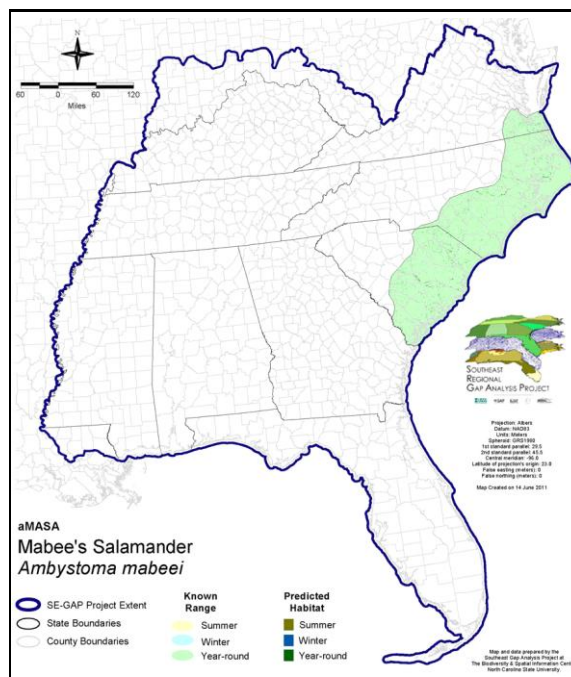 60 0 60 120
Miles
SOUTHEAST
REGIONAL
GAP ANALYSIS PROJECT
Projection: Albers
Datum: NAD83
Units: Meters
Spheroid: GRS1980
1st standard parallel: 29.5
2nd standard parallel: 45.5
Central meridian: -96.0
Latitude of projection's origin: 23.0
False easting (meters): 0
False northing (meters): 0
Map Created on 14 June 2011
aMASA
Mabee's Salamander
Ambystoma mabeei
SE-GAP Project Extent
State Boundaries
County Boundaries
Known
Range
Summer
Winter
Year-round
Predicted
Habitat
Summer
Winter
Year-round
Map and data prepared by the
Southeast Gap Analysis Project at
The Biodiversity & Spatial Information Center
North Carolina State University.